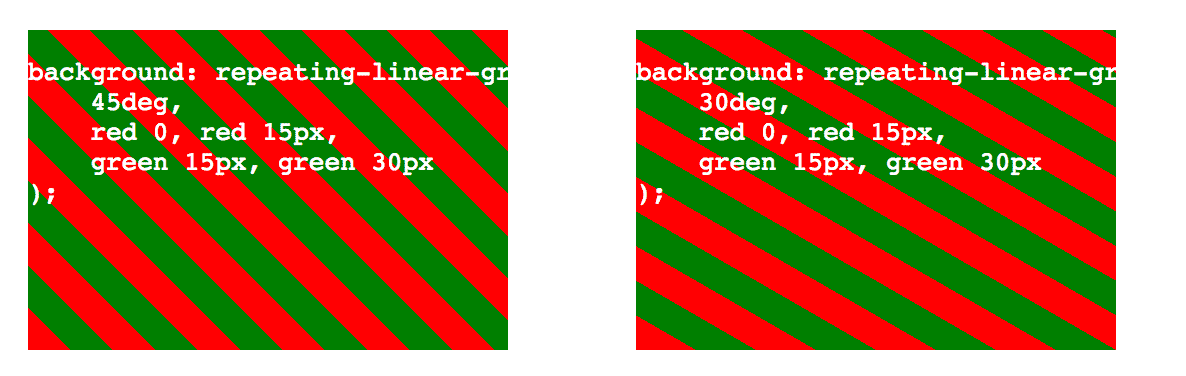 background: repeating-linear-gr
    45deg,
    red 0, red 15px,
    green 15px, green 30px
);
background: repeating-linear-gr
    30deg,
    red 0, red 15px,
    green 15px, green 30px
);